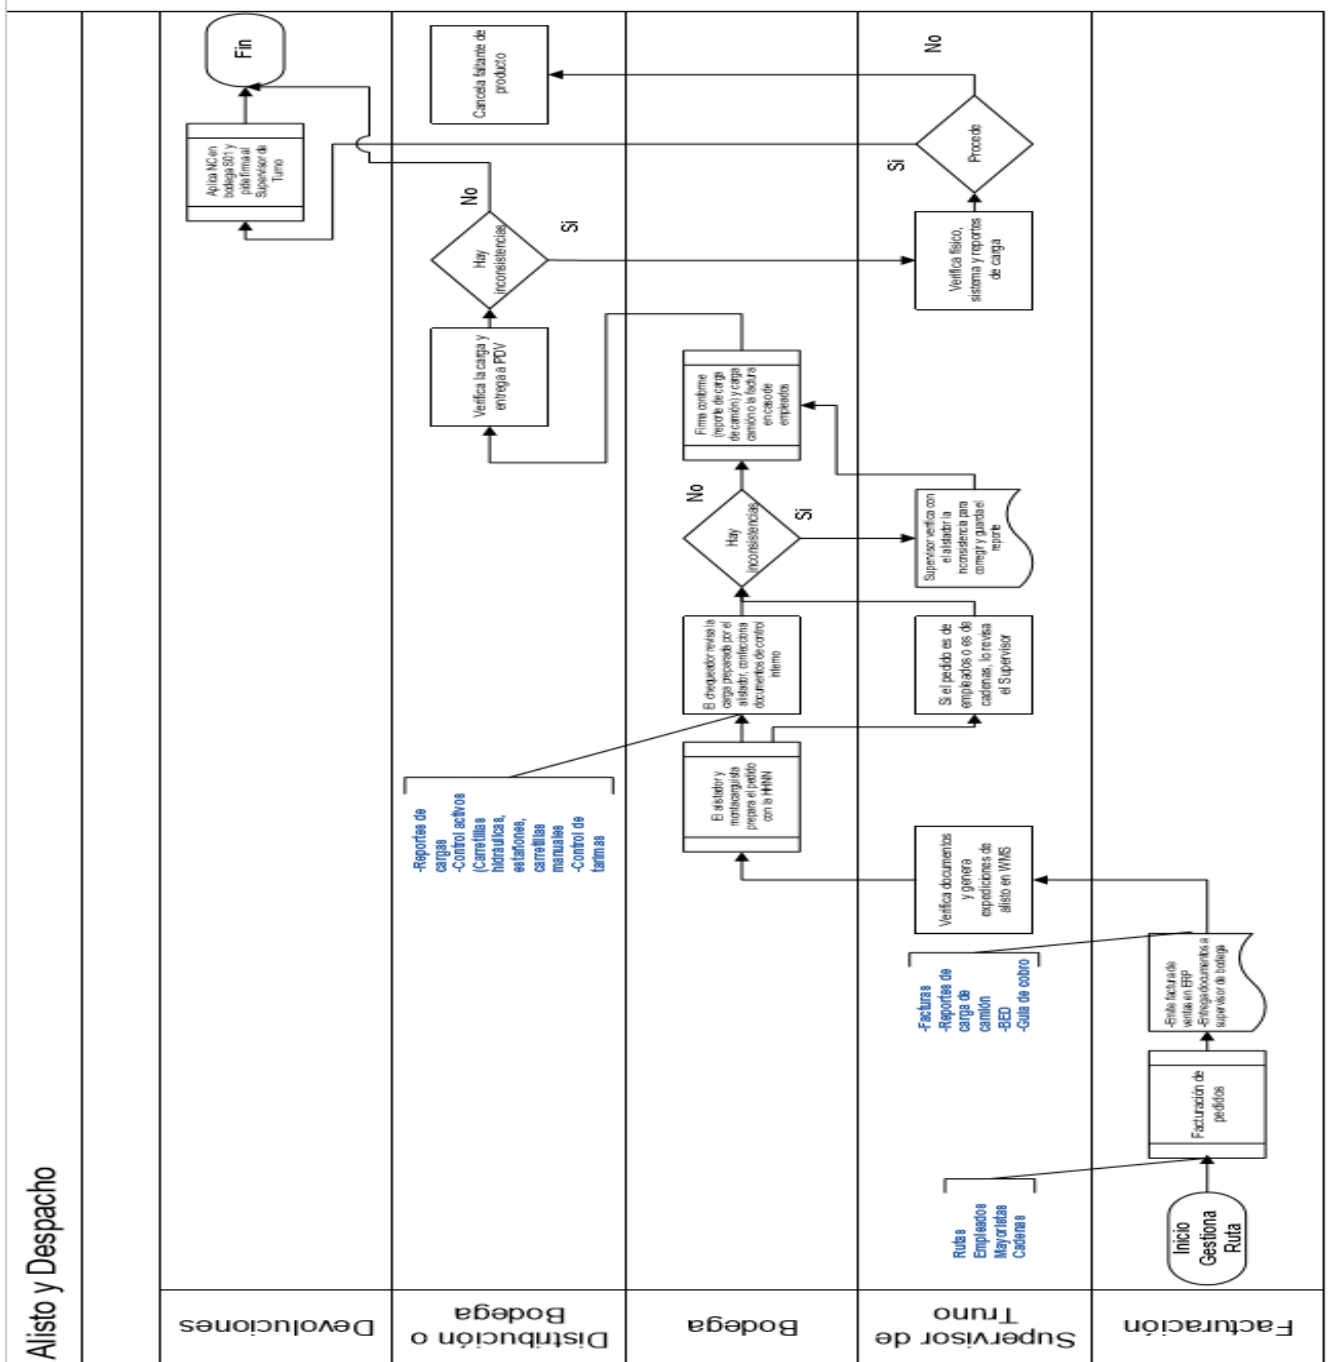 Alisto y Despacho
Devoluciones
Fin
Aplica NC en
bodega S01 y
pide firma al
Supervisor de
Turno
Distribución o
Bodega
-Reportes de
cargas
-Control activos
(Carretillas
hidráulicas,
estañones,
carretillas
manuales
-Control de
tarimas
Verifica la carga y
entrega a PDV
Hay
inconsistencias
No
Si
Cancela faltante de
producto
Bodega
El alistador y
montacarguista
prepara el pedido
con la HHNN
El chequeador revisa la
carga preparada por el
alistador, confecciona
documentos de control
interno
Hay
inconsistencias
No
Si
Firma conforme
(reporte de carga
de camión) y carga
camión o la factura
en caso de
empleados
Supervisor de
Truno
Rutas
Empleados
Mayoristas
Cadenas
-Facturas
-Reportes de
carga de
camión
-BED
-Guia de cobro
Verifica documentos
y genera
expediciones de
alisto en WMS
Si el pedido es de
empleados o es de
cadenas, lo revisa
el Supervisor
Supervisor verifica con
el alistador la
inconsistencia para
corregir y guarda el
reporte
Verifica físico,
sistema y reportes
de carga
Procede
Si
No
Facturación
Inicio
Gestiona
Ruta
Facturación de
pedidos
-Emite factura de
ventas en ERP
-Entrega documentos a
supervisor de bodega